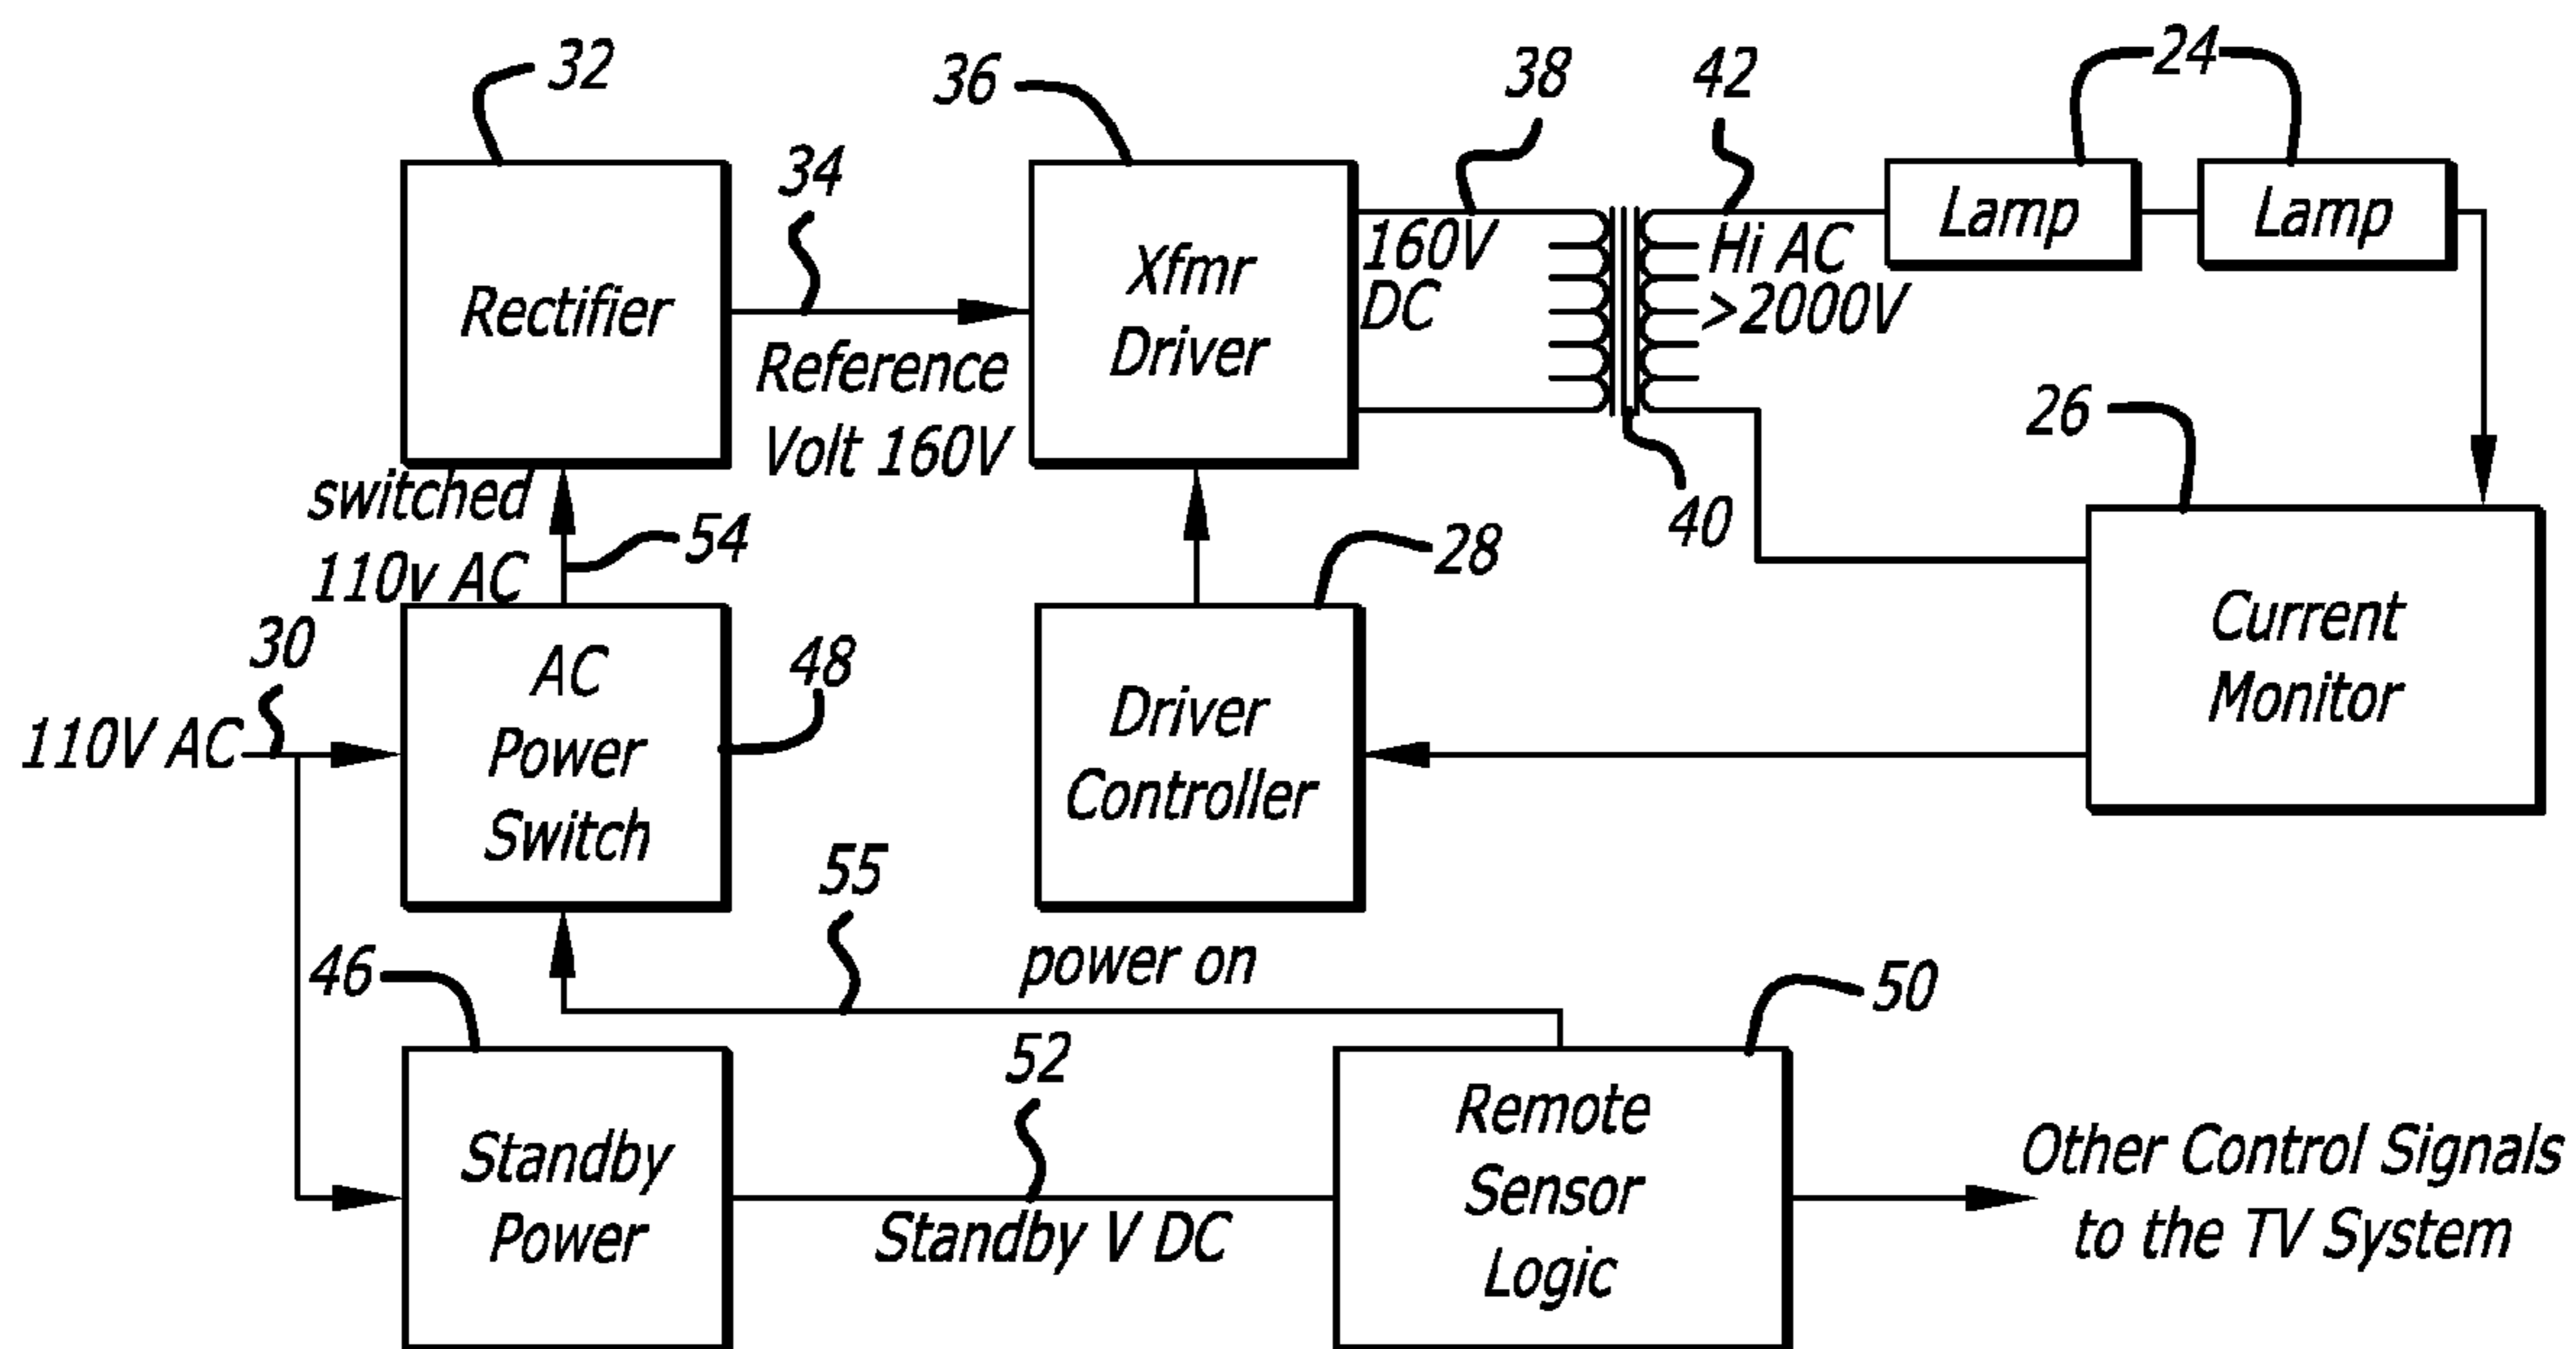 32
36
38
42
24
34
Rectifier
Xfmr
Driver
160V
DC
Hi AC
>2000V
Lamp
Lamp
Reference
Volt 160V
26
switched
110v AC
54
40
28
30
110V AC
AC
Power
Switch
48
Driver
Controller
Current
Monitor
55
power on
46
52
50
Standby
Power
Standby V DC
Remote
Sensor
Logic
Other Control Signals
to the TV System